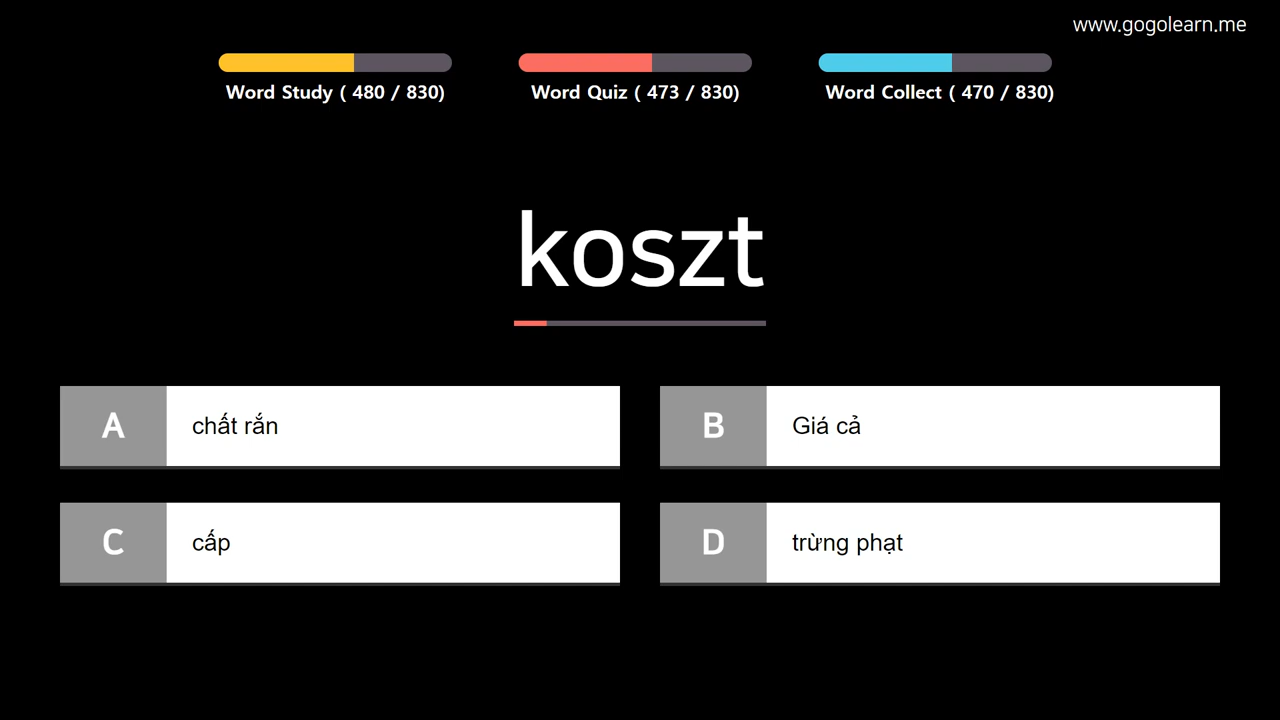 www.gogolearn.me
Word Study ( 480 / 830)
Word Quiz ( 473 / 830)
Word Collect ( 470 / 830)
koszt
A chất rắn
B Giá cả
C cấp
D trừng phạt